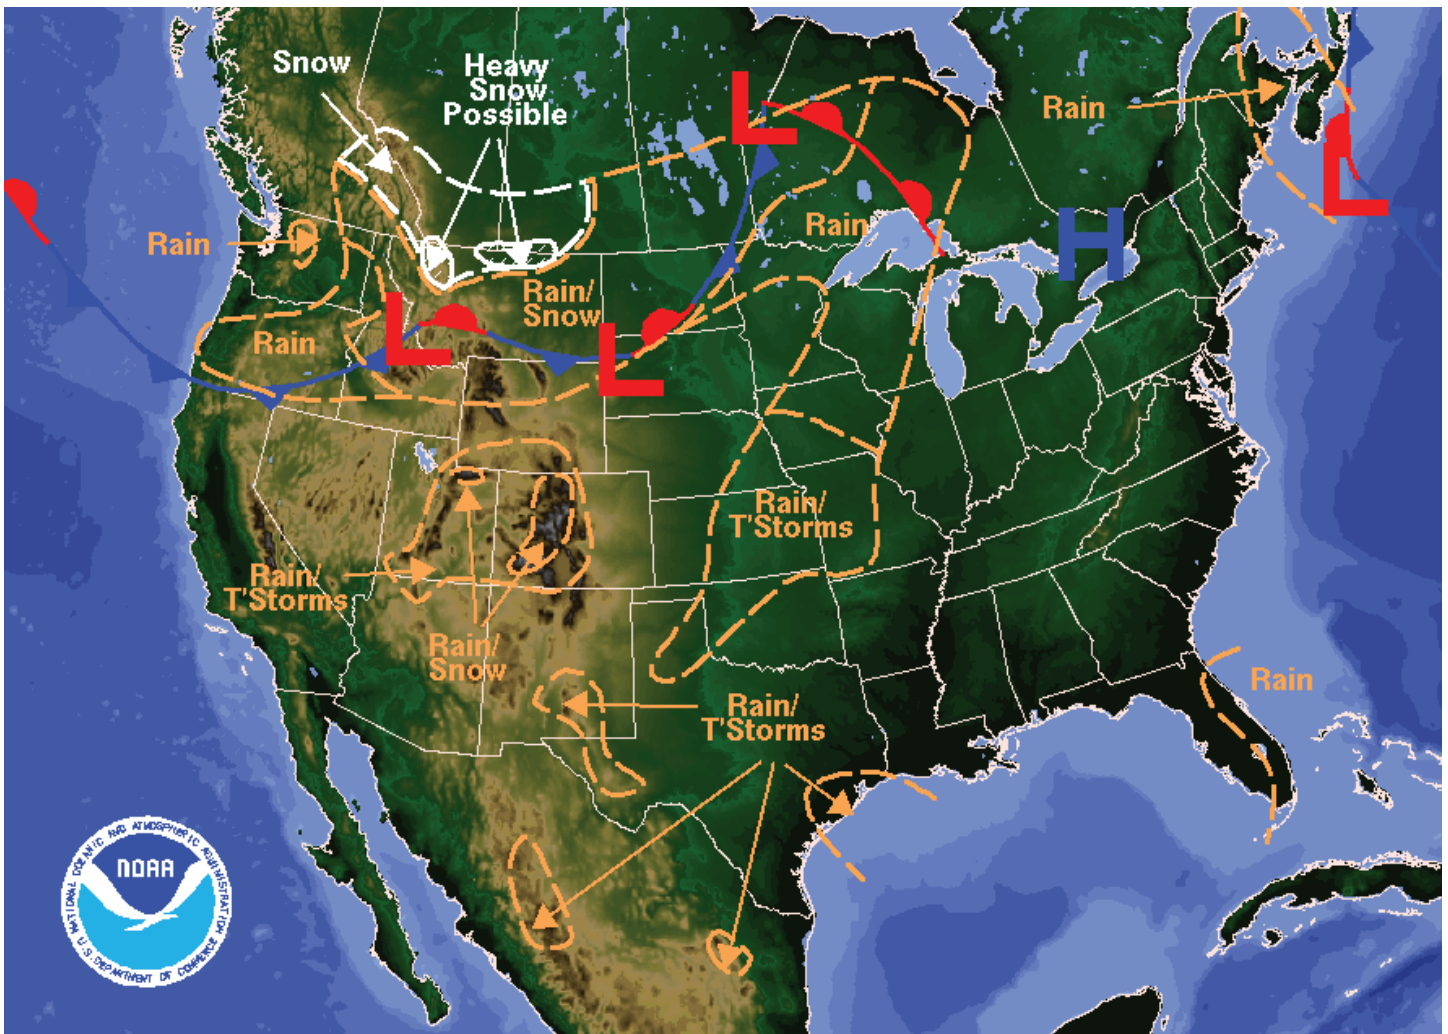 Snow
Heavy
Snow
Possible
L
Rain
L
Rain
Rain
H
Rain/
Snow
L
Rain
L
Rain/
T'Storms
Rain/
T'Storms
Rain/
Snow
Rain
Rain/
T'Storms
NATIONAL OCEANIC AND ATMOSPHERIC ADMINISTRATION
NOAA
U.S. DEPARTMENT OF COMMERCE